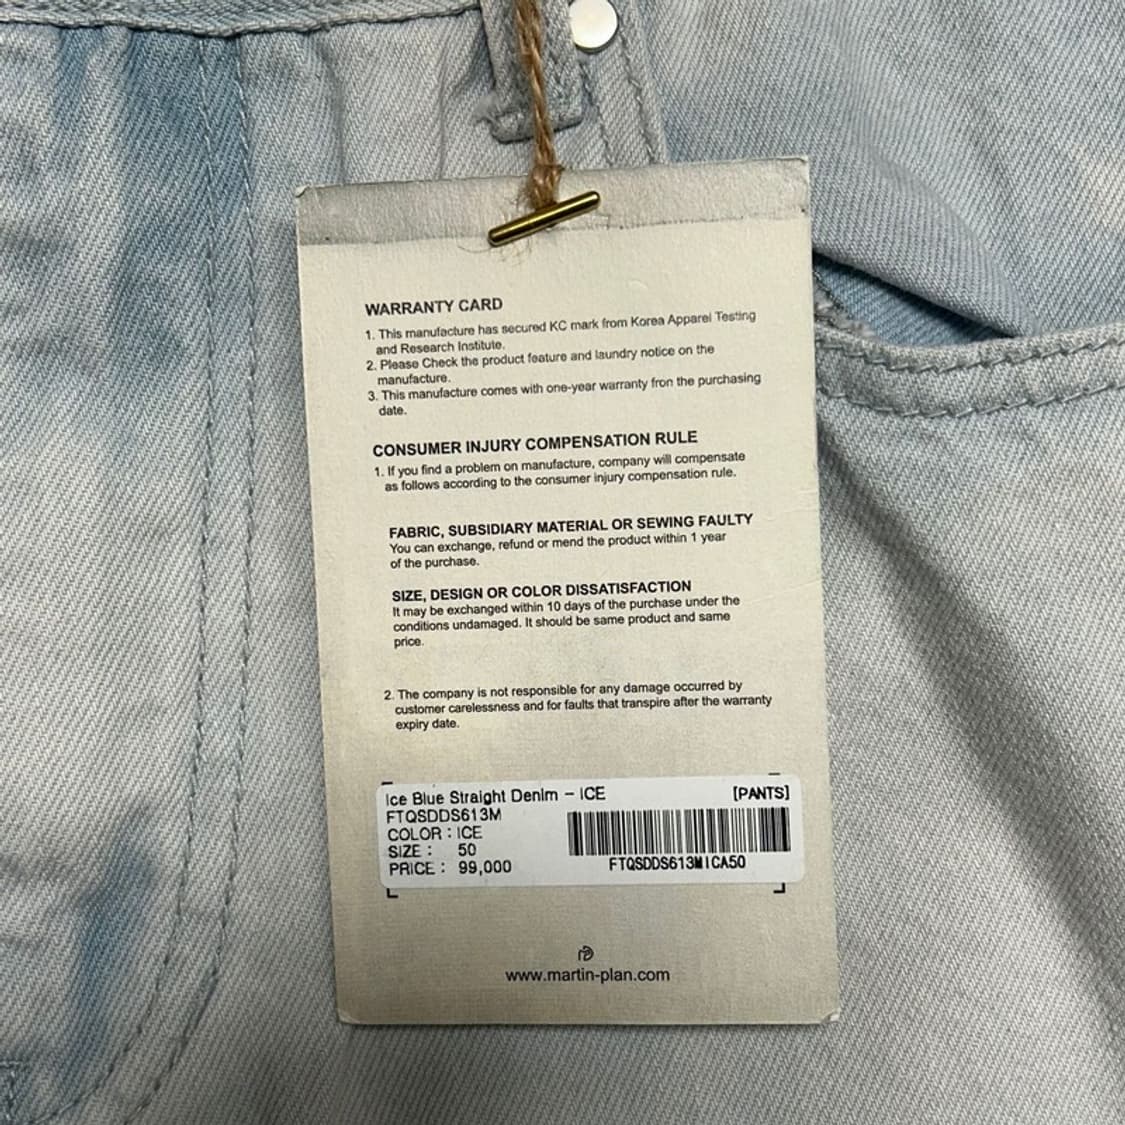 WARRANTY CARD
1. This manufacture has secured KC mark from Korea Apparel Testing
and Research Institute.
2. Please Check the product feature and laundry notice on the
manufacture.
3. This manufacture comes with one-year warranty fron the purchasing
date.
CONSUMER INJURY COMPENSATION RULE
1. If you find a problem on manufacture, company will compensate
as follows according to the consumer injury compensation rule.
FABRIC, SUBSIDIARY MATERIAL OR SEWING FAULTY
You can exchange, refund or mend the product within 1 year
of the purchase.
SIZE, DESIGN OR COLOR DISSATISFACTION
It may be exchanged within 10 days of the purchase under the
conditions undamaged. It should be same product and same
price.
2. The company is not responsible for any damage occurred by
customer carelessness and for faults that transpire after the warranty
expiry date.
Ice Blue Straight Denim - ICE [PANTS]
FTQSDDS613M
COLOR : ICE
SIZE : 50
PRICE : 99,000
FTQSDDS613MICA50
www.martin-plan.com